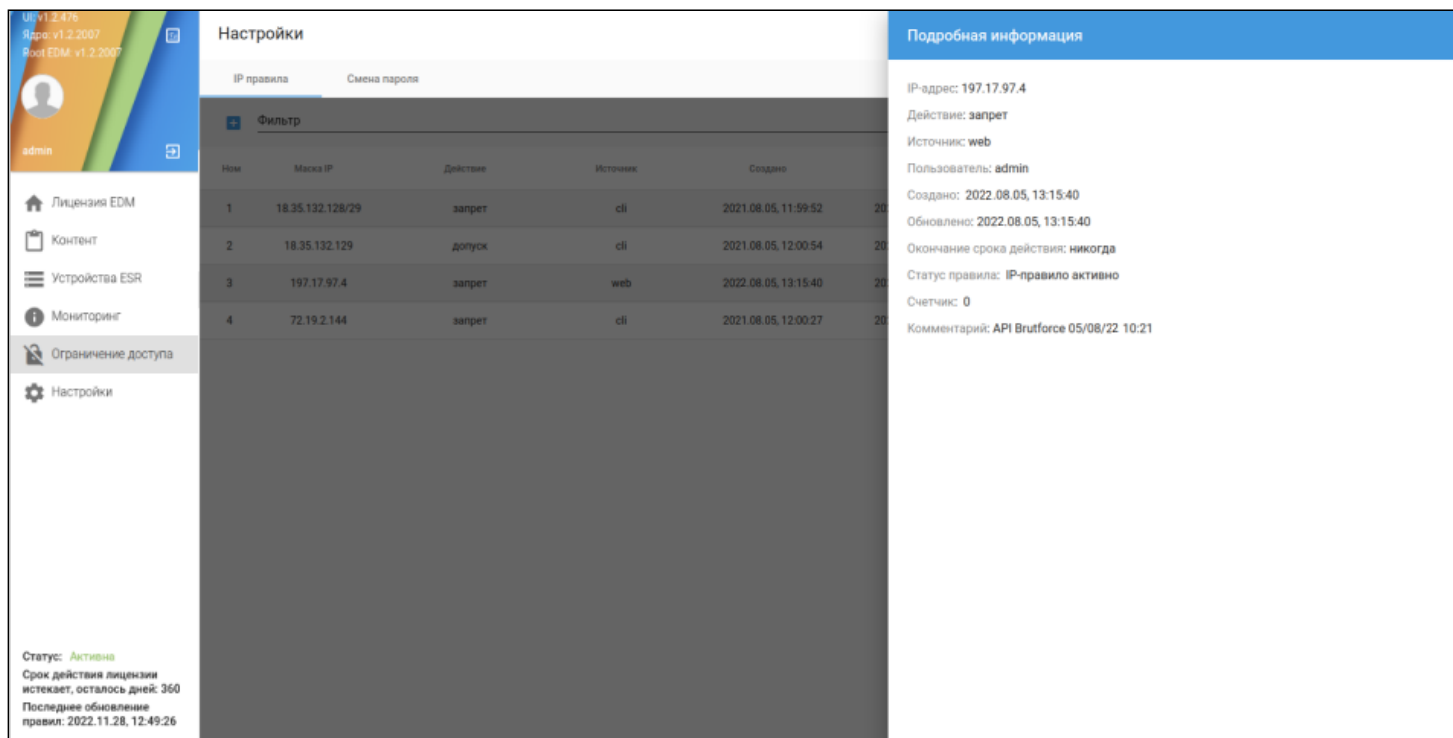 UI: v1.2.476
Ядро: v1.2.2007
Root EDM: v1.2.2007
admin
Лицензия EDM
Контент
Устройства ESR
Мониторинг
Ограничение доступа
Настройки
Статус: Активна
Срок действия лицензии
истекает, осталось дней: 360
Последнее обновление
правил: 2022.11.28, 12:49:26
Настройки
IP правила Смена пароля
Фильтр
Ном Маска IP Действие Источник Создано
1 18.35.132.128/29 запрет cli 2021.08.05, 11:59:52 20
2 18.35.132.129 допуск cli 2021.08.05, 12:00:54 20
3 197.17.97.4 запрет web 2022.08.05, 13:15:40 20
4 72.19.2.144 запрет cli 2021.08.05, 12:00:27 20
Подробная информация
IP-адрес: 197.17.97.4
Действие: запрет
Источник: web
Пользователь: admin
Создано: 2022.08.05, 13:15:40
Обновлено: 2022.08.05, 13:15:40
Окончание срока действия: никогда
Статус правила: IP-правило активно
Счетчик: 0
Комментарий: API Brutforce 05/08/22 10:21